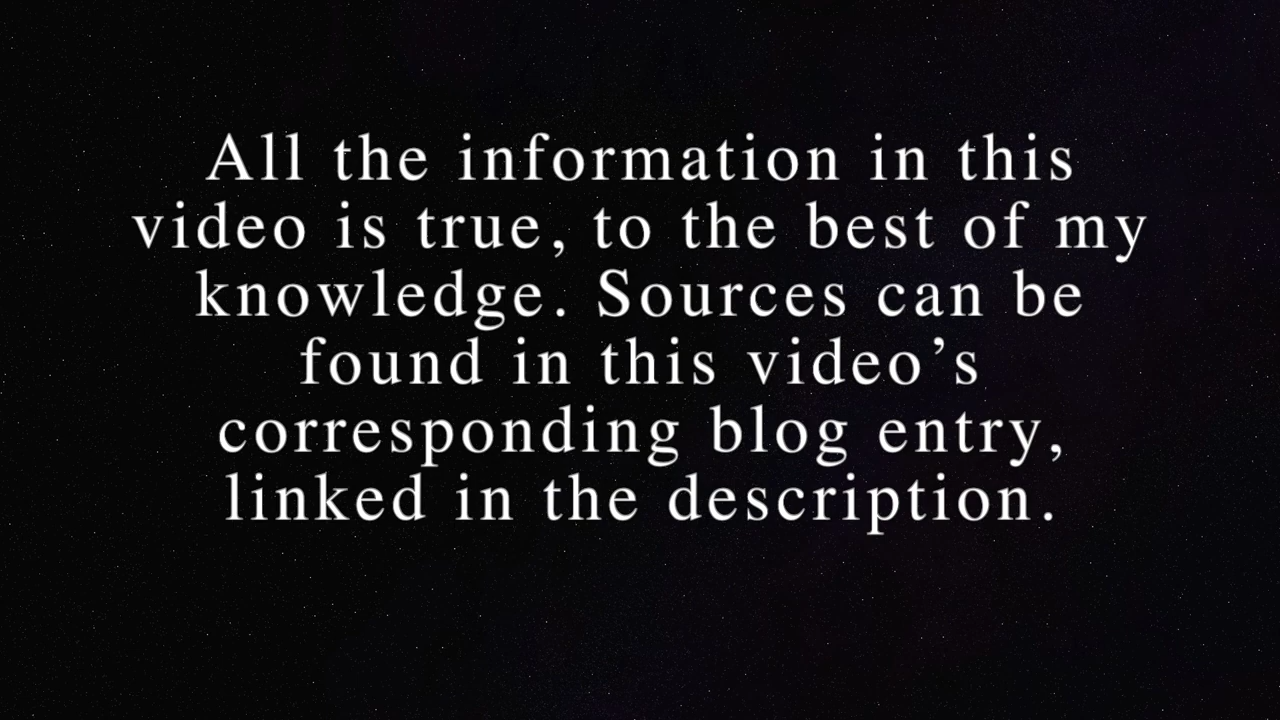 All the information in this
video is true, to the best of my
knowledge. Sources can be
found in this video’s
corresponding blog entry,
linked in the description.